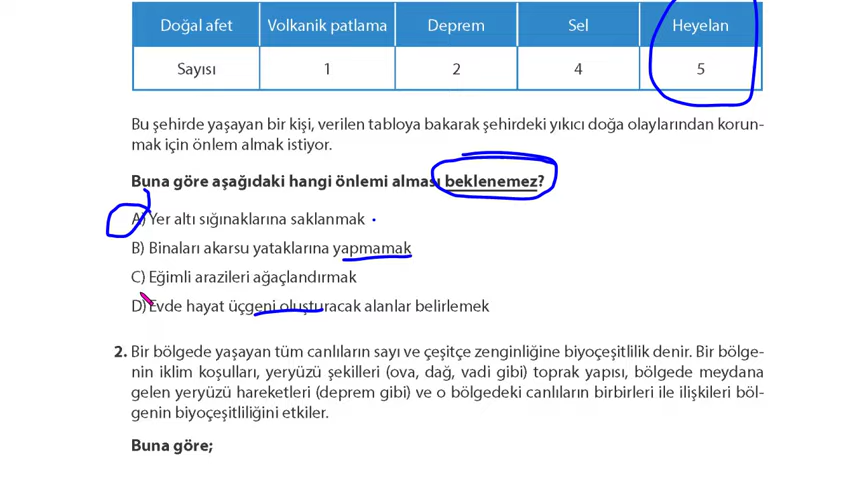 Doğal afet Volkanik patlama Deprem Sel Heyelan
Sayısı 1 2 4 5
Bu şehirde yaşayan bir kişi, verilen tabloya bakarak şehirdeki yıkıcı doğa olaylarından korun-
mak için önlem almak istiyor.
Buna göre aşağıdaki hangi önlemi alması beklenemez?
A) Yer altı sığınaklarına saklanmak
B) Binaları akarsu yataklarına yapmamak
C) Eğimli arazileri ağaçlandırmak
D) Evde hayat üçgeni oluşturacak alanlar belirlemek
2. Bir bölgede yaşayan tüm canlıların sayı ve çeşitçe zenginliğine biyoçeşitlilik denir. Bir bölge-
nin iklim koşulları, yeryüzü şekilleri (ova, dağ, vadi gibi) toprak yapısı, bölgede meydana
gelen yeryüzü hareketleri (deprem gibi) ve o bölgedeki canlıların birbirleri ile ilişkileri böl-
genin biyoçeşitliliğini etkiler.
Buna göre;